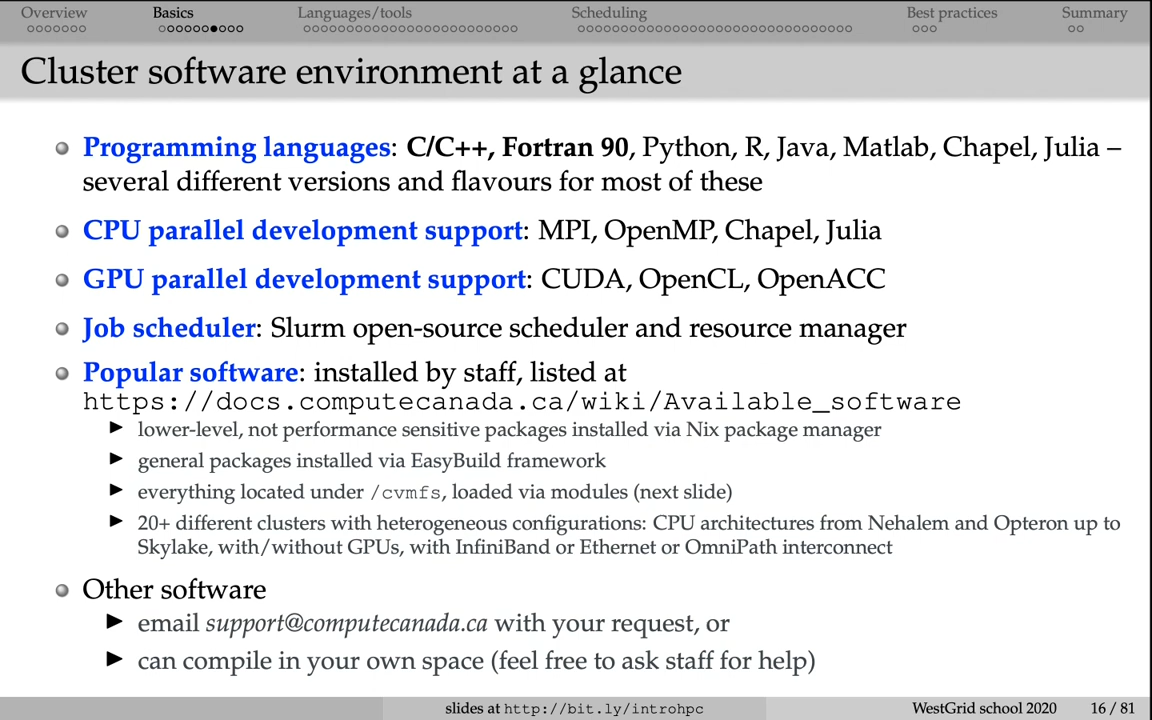 Overview Basics Languages/tools Scheduling Best practices Summary
Cluster software environment at a glance
Programming languages: C/C++, Fortran 90, Python, R, Java, Matlab, Chapel, Julia –
several different versions and flavours for most of these
CPU parallel development support: MPI, OpenMP, Chapel, Julia
GPU parallel development support: CUDA, OpenCL, OpenACC
Job scheduler: Slurm open-source scheduler and resource manager
Popular software: installed by staff, listed at
https://docs.computecanada.ca/wiki/Available_software
lower-level, not performance sensitive packages installed via Nix package manager
general packages installed via EasyBuild framework
everything located under /cvmfs, loaded via modules (next slide)
20+ different clusters with heterogeneous configurations: CPU architectures from Nehalem and Opteron up to
Skylake, with/without GPUs, with InfiniBand or Ethernet or OmniPath interconnect
Other software
email support@computecanada.ca with your request, or
can compile in your own space (feel free to ask staff for help)
slides at http://bit.ly/introhpc WestGrid school 2020 16 / 81